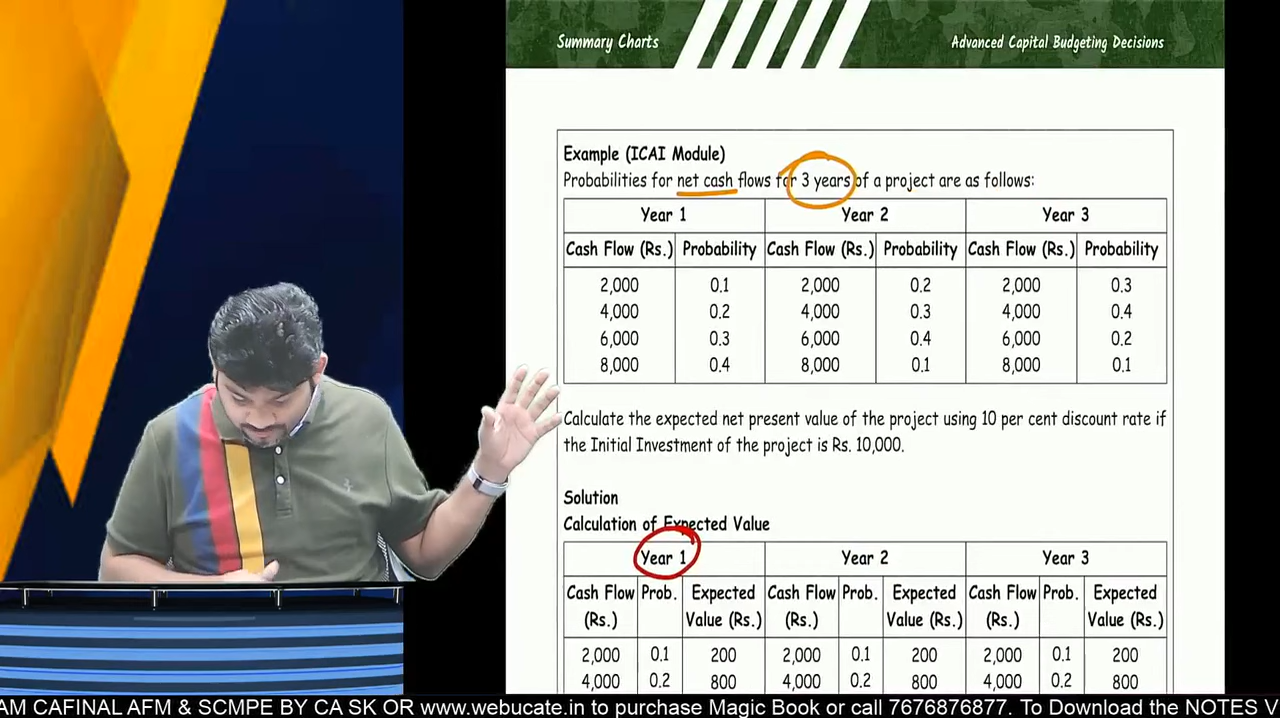 Summary Charts Advanced Capital Budgeting Decisions
Example (ICAI Module)
Probabilities for net cash flows for 3 years of a project are as follows:
Year 1 Year 2 Year 3
Cash Flow (Rs.) Probability Cash Flow (Rs.) Probability Cash Flow (Rs.) Probability
2,000 0.1 2,000 0.2 2,000 0.3
4,000 0.2 4,000 0.3 4,000 0.4
6,000 0.3 6,000 0.4 6,000 0.2
8,000 0.4 8,000 0.1 8,000 0.1
Calculate the expected net present value of the project using 10 per cent discount rate if
the Initial Investment of the project is Rs. 10,000.
Solution
Calculation of Expected Value
Year 1 Year 2 Year 3
Cash Flow Prob. Expected Cash Flow Prob. Expected Cash Flow Prob. Expected
(Rs.) Value (Rs.) (Rs.) Value (Rs.) (Rs.) Value (Rs.)
2,000 0.1 200 2,000 0.1 200 2,000 0.1 200
4,000 0.2 800 4,000 0.2 800 4,000 0.2 800
AM CAFINAL AFM & SCMPE BY CA SK OR www.webucate.in to purchase Magic Book or call 7676876877. To Download the NOTES V